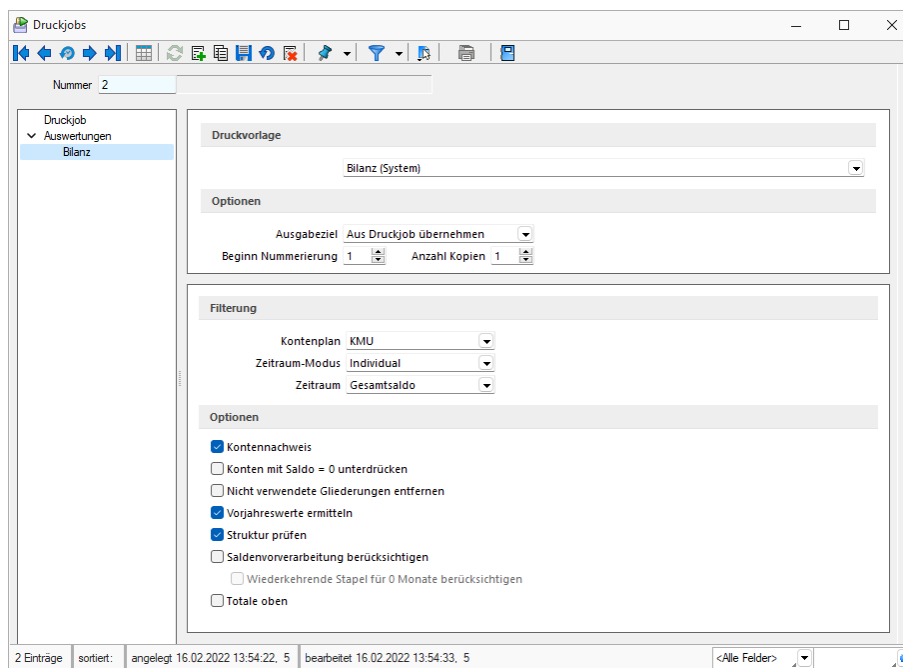 Druckjobs
Nummer 2
Druckjob
Auswertungen
Bilanz
Druckvorlage
Bilanz (System)
Optionen
Ausgabeziel Aus Druckjob übernehmen
Beginn Nummerierung 1 Anzahl Kopien 1
Filterung
Kontenplan KMU
Zeitraum-Modus Individual
Zeitraum Gesamtsaldo
Optionen
Kontennachweis
Konten mit Saldo = 0 unterdrücken
Nicht verwendete Gliederungen entfernen
Vorjahreswerte ermitteln
Struktur prüfen
Saldenvorverarbeitung berücksichtigen
Wiederkehrende Stapel für 0 Monate berücksichtigen
Totale oben
2 Einträge sortiert: angelegt 16.02.2022 13:54:22, 5 bearbeitet 16.02.2022 13:54:33, 5 <Alle Felder>